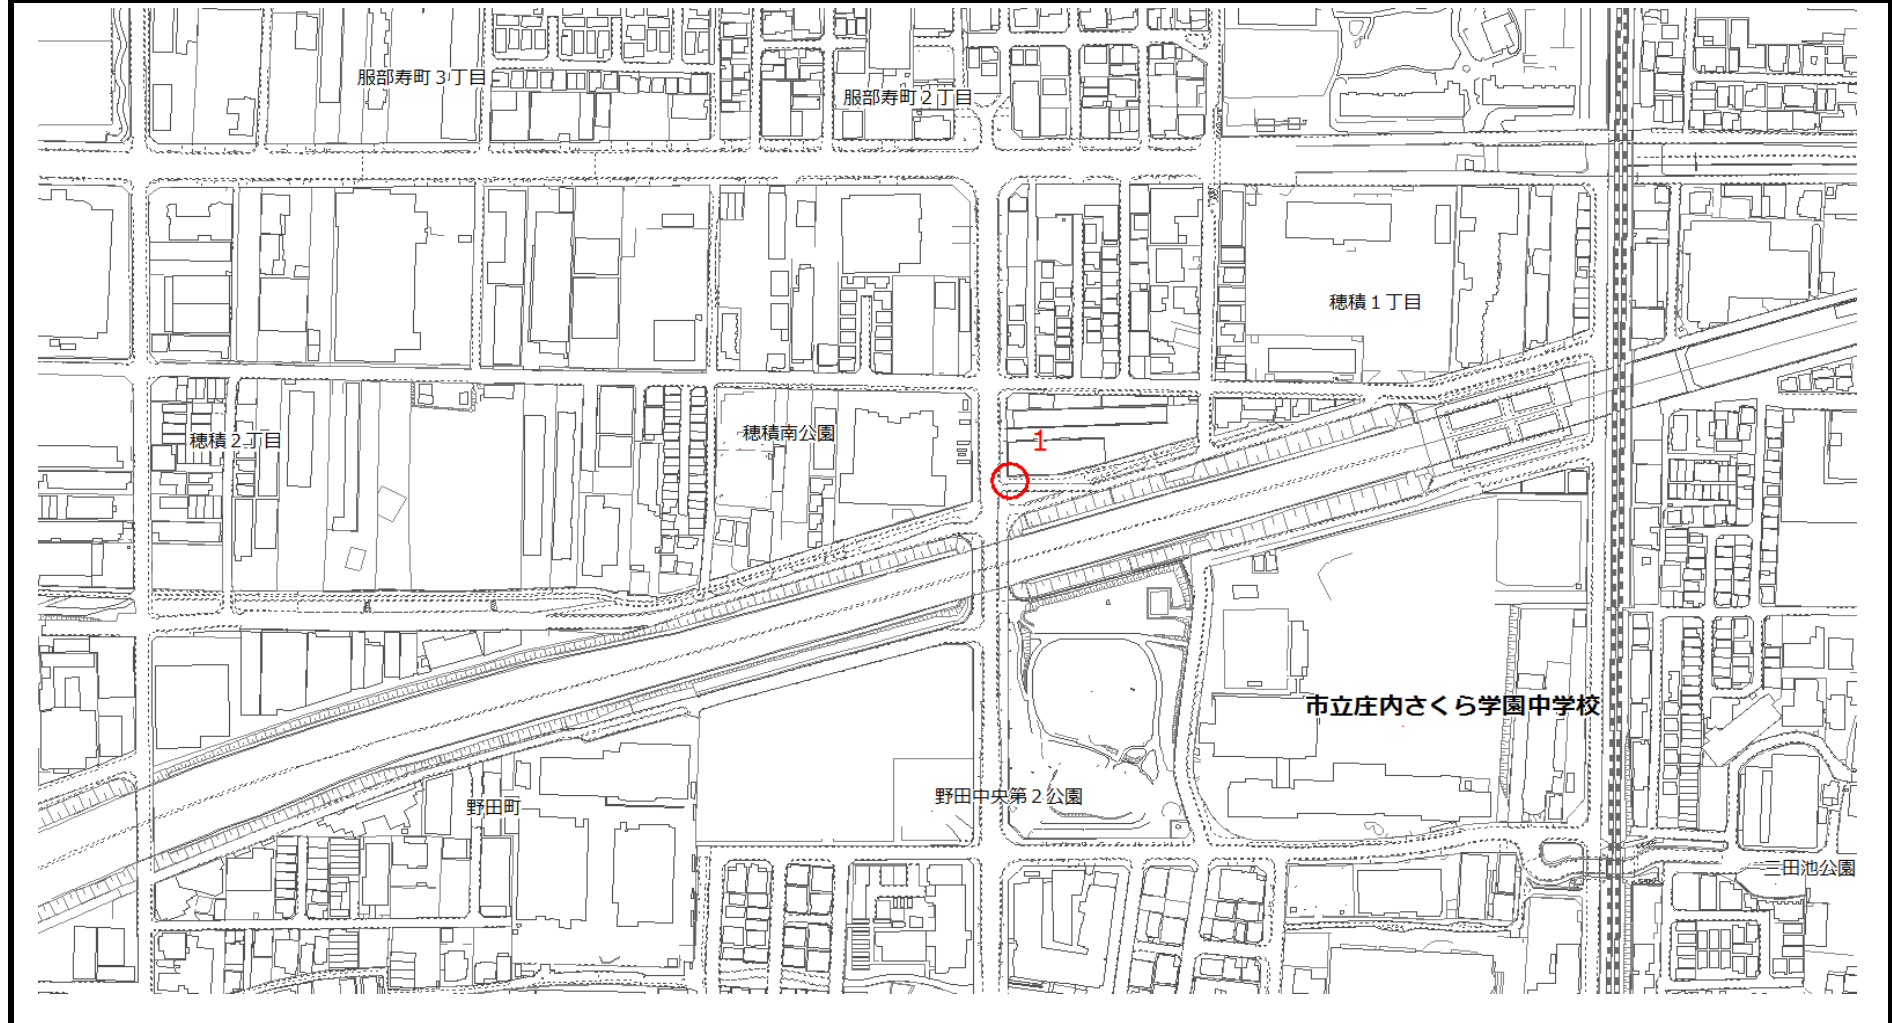 服部寿町3丁目
服部寿町2丁目
穂積1丁目
穂積2丁目
穂積南公園
1
市立庄内さくら学園中学校
野田中央第2公園
野田町
三田池公園